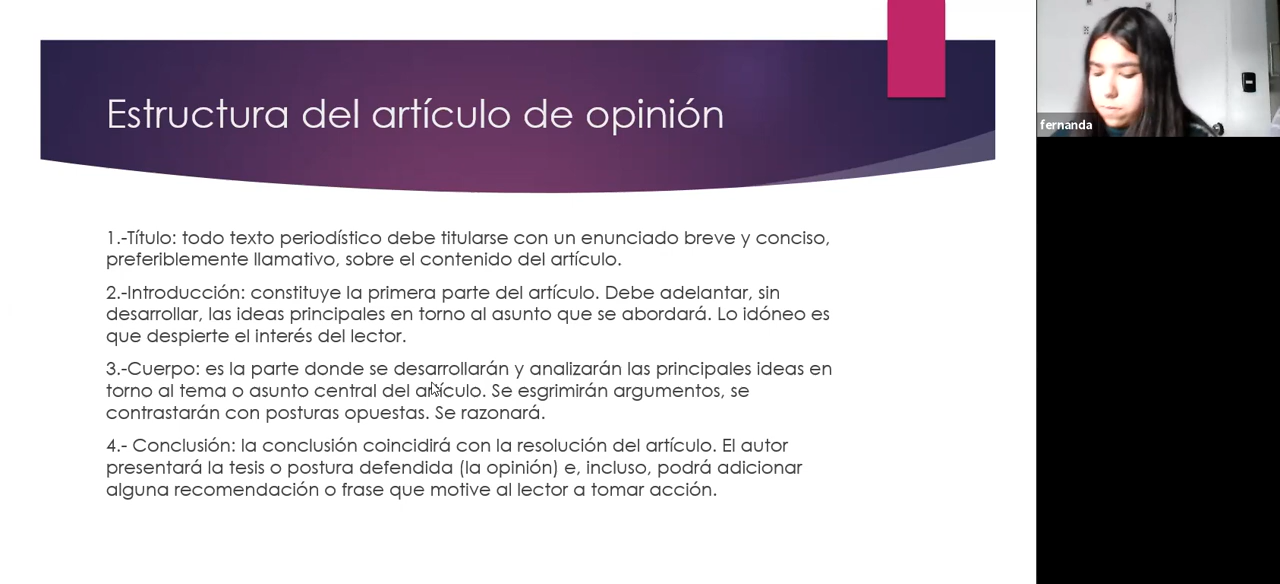 Estructura del artículo de opinión
fernanda
1.-Título: todo texto periodístico debe titularse con un enunciado breve y conciso,
preferiblemente llamativo, sobre el contenido del artículo.
2.-Introducción: constituye la primera parte del artículo. Debe adelantar, sin
desarrollar, las ideas principales en torno al asunto que se abordará. Lo idóneo es
que despierte el interés del lector.
3.-Cuerpo: es la parte donde se desarrollarán y analizarán las principales ideas en
torno al tema o asunto central del artículo. Se esgrimirán argumentos, se
contrastarán con posturas opuestas. Se razonará.
4.- Conclusión: la conclusión coincidirá con la resolución del artículo. El autor
presentará la tesis o postura defendida (la opinión) e, incluso, podrá adicionar
alguna recomendación o frase que motive al lector a tomar acción.